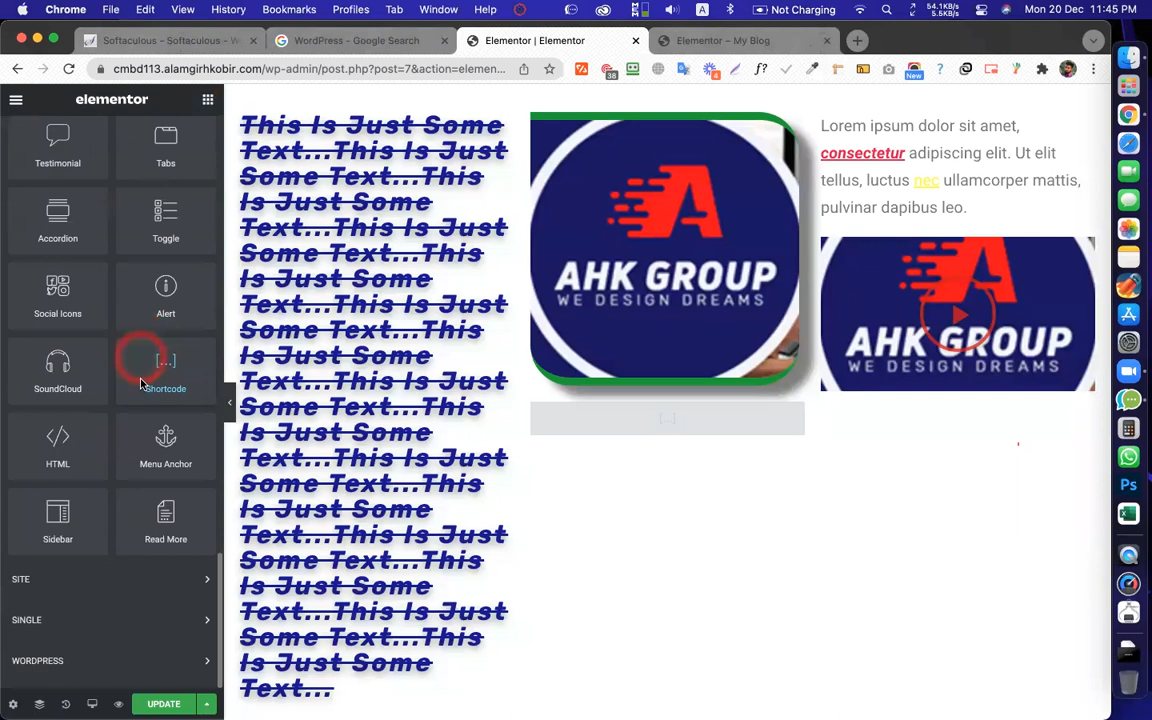 Chrome File Edit View History Bookmarks Profiles Tab Window Help
A
54.1KB/s
5.5KB/s
Not Charging
Mon 20 Dec 11:45 PM
Softaculous - Softaculous - W
WordPress - Google Search
Elementor | Elementor
Elementor – My Blog
cmbd113.alamgirhkobir.com/wp-admin/post.php?post=7&action=elemen...
38
4
f?
New
elementor
Testimonial
Tabs
Accordion
Toggle
Social Icons
Alert
SoundCloud
[...]
Shortcode
HTML
Menu Anchor
Sidebar
Read More
SITE
SINGLE
WORDPRESS
UPDATE
This Is Just Some
Text...This Is Just
Some Text...This
Is Just Some
Text...This Is Just
Some Text...This
Is Just Some
Text...This Is Just
Some Text...This
Is Just Some
Text...This Is Just
Some Text...This
Is Just Some
Text...This Is Just
Some Text...This
Is Just Some
Text...This Is Just
Some Text...This
Is Just Some
Text...This Is Just
Some Text...This
Is Just Some
Text...
A
AHK GROUP
WE DESIGN DREAMS
[...]
Lorem ipsum dolor sit amet,
consectetur adipiscing elit. Ut elit
tellus, luctus nec ullamcorper mattis,
pulvinar dapibus leo.
AHK GROUP
WE DESIGN DREAMS
Ps